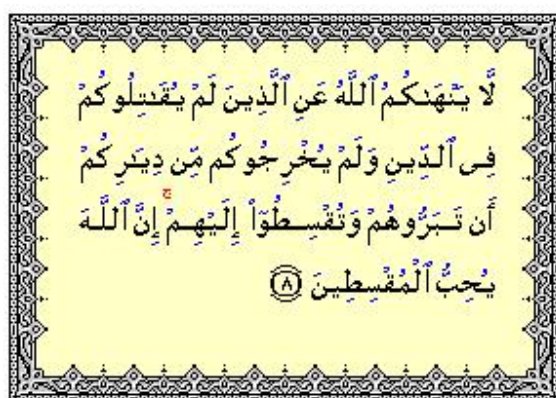 لَّا يَنْهَىٰكُمُ ٱللَّهُ عَنِ ٱلَّذِينَ لَمْ يُقَـٰتِلُوكُمْ
فِى ٱلدِّينِ وَلَمْ يُخْرِجُوكُم مِّن دِيَـٰرِكُمْ
أَن تَبَرُّوهُمْ وَتُقْسِطُوٓا۟ إِلَيْهِمْ ۚ إِنَّ ٱللَّهَ
يُحِبُّ ٱلْمُقْسِطِينَ ٨